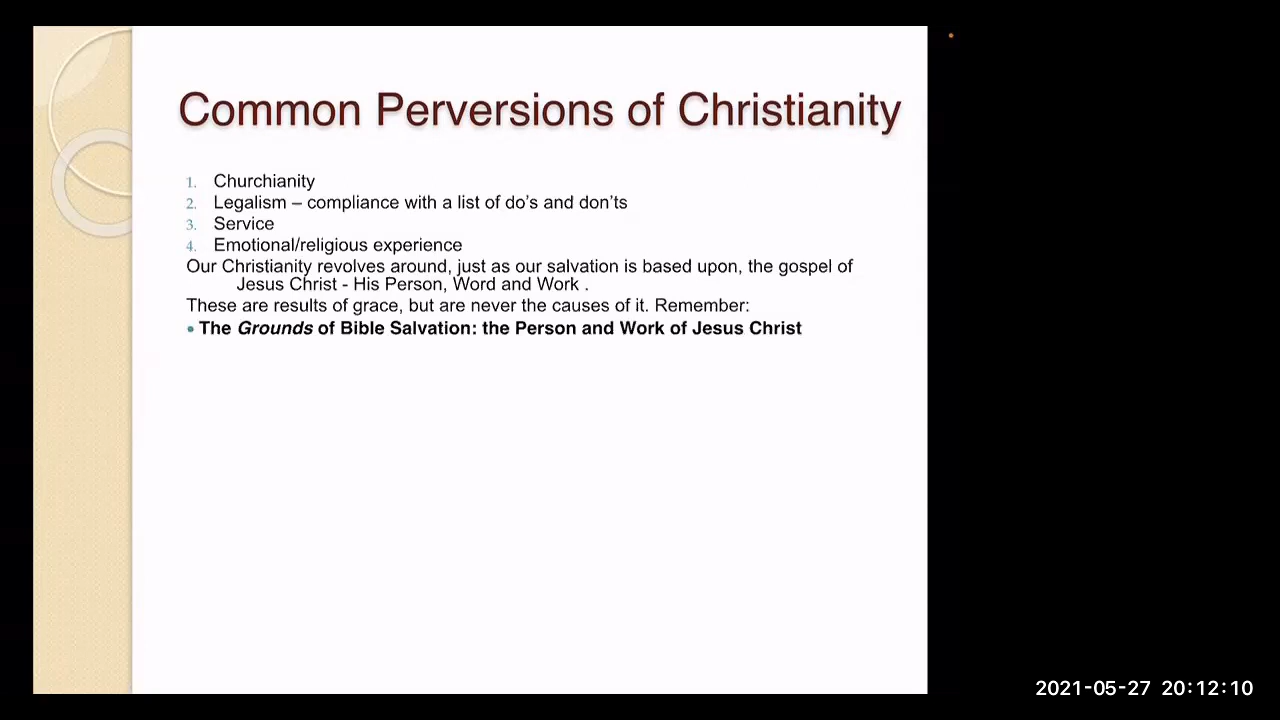 Common Perversions of Christianity
1. Churchianity
2. Legalism – compliance with a list of do’s and don’ts
3. Service
4. Emotional/religious experience
Our Christianity revolves around, just as our salvation is based upon, the gospel of
Jesus Christ - His Person, Word and Work .
These are results of grace, but are never the causes of it. Remember:
• The Grounds of Bible Salvation: the Person and Work of Jesus Christ
2021-05-27 20:12:10